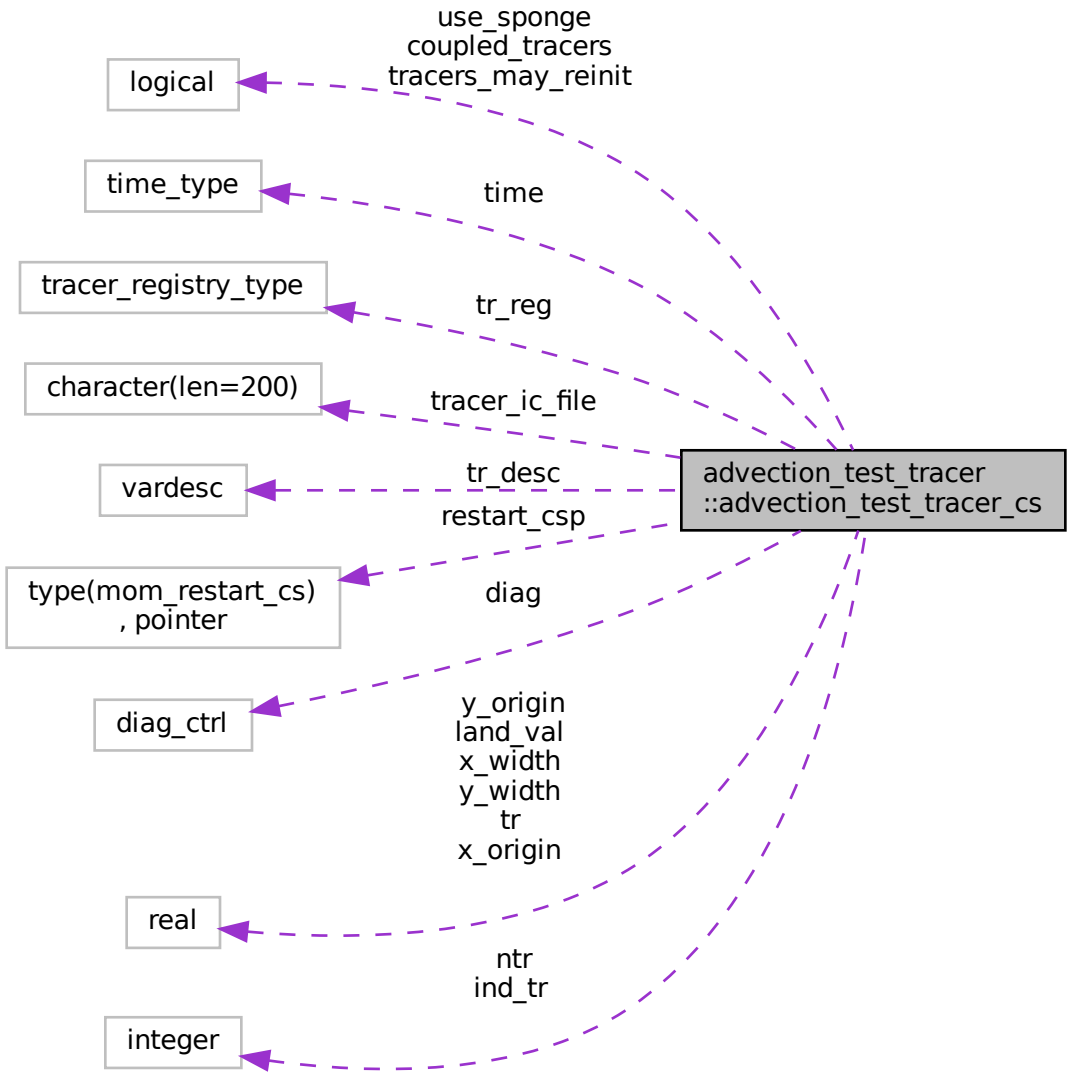 use_sponge
coupled_tracers
tracers_may_reinit
logical
time_type
time
tracer_registry_type
tr_reg
character(len=200)
tracer_ic_file
vardesc
tr_desc
advection_test_tracer
::advection_test_tracer_cs
restart_csp
type(mom_restart_cs)
, pointer
diag
diag_ctrl
y_origin
land_val
x_width
y_width
tr
x_origin
real
ntr
ind_tr
integer